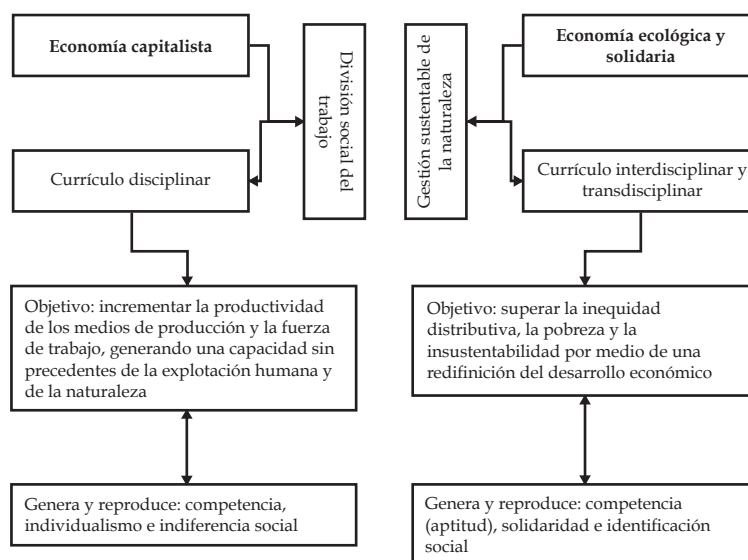 Economía capitalista
División social del
trabajo
Currículo disciplinar
Objetivo: incrementar la productividad
de los medios de producción y la fuerza
de trabajo, generando una capacidad sin
precedentes de la explotación humana y
de la naturaleza
Genera y reproduce: competencia,
individualismo e indiferencia social
Economía ecológica y
solidaria
Gestión sustentable de
la naturaleza
Currículo interdisciplinar y
transdisciplinar
Objetivo: superar la inequidad
distributiva, la pobreza y la
insustentabilidad por medio de una
redifinición del desarrollo económico
Genera y reproduce: competencia
(aptitud), solidaridad e identificación
social